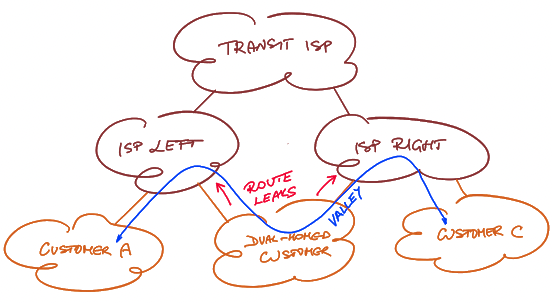 TRANSIT ISP
ISP LEFT
ISP RIGHT
ROUTE
LEAKS
VALLEY
CUSTOMER A
DUAL-HOMED
CUSTOMER
CUSTOMER C